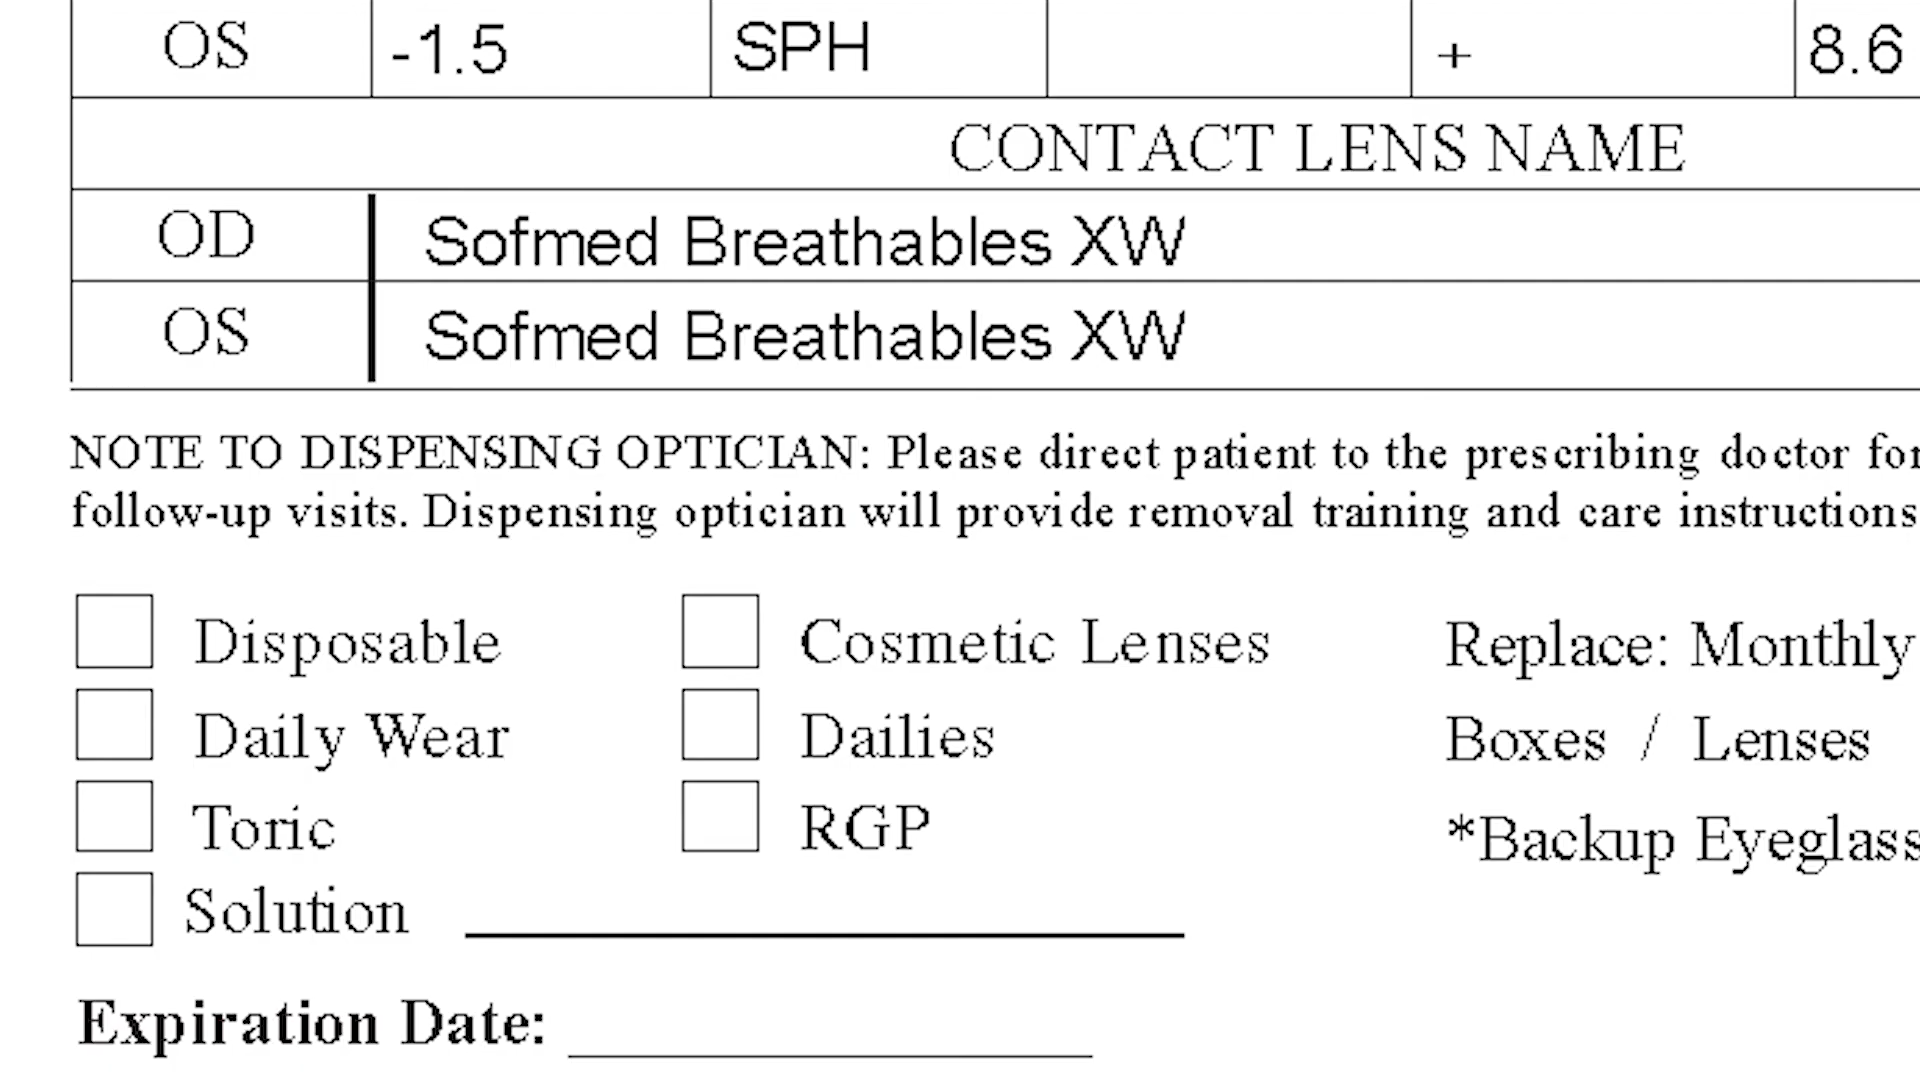 OS -1.5 SPH + 8.6
CONTACT LENS NAME
OD Sofmed Breathables XW
OS Sofmed Breathables XW
NOTE TO DISPENSING OPTICIAN: Please direct patient to the prescribing doctor for
follow-up visits. Dispensing optician will provide removal training and care instructions
Disposable Cosmetic Lenses Replace: Monthly
Daily Wear Dailies Boxes / Lenses
Toric RGP *Backup Eyeglass
Solution
Expiration Date: